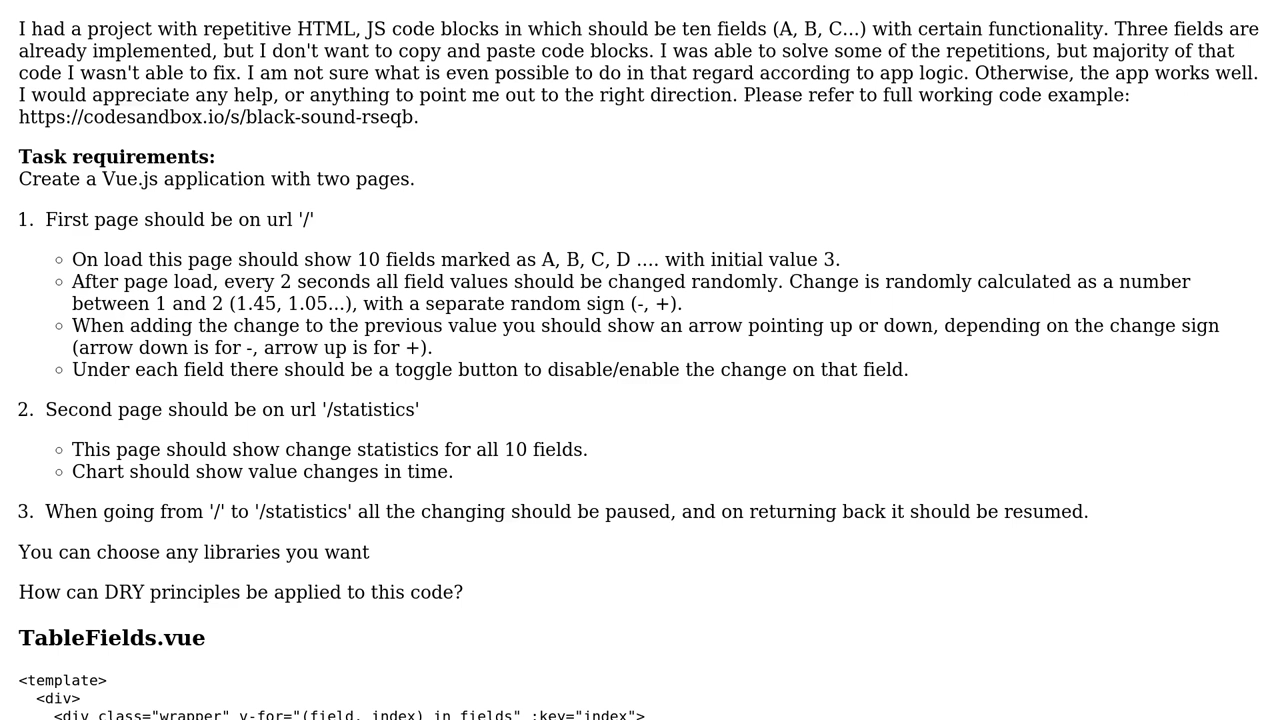 I had a project with repetitive HTML, JS code blocks in which should be ten fields (A, B, C...) with certain functionality. Three fields are
already implemented, but I don't want to copy and paste code blocks. I was able to solve some of the repetitions, but majority of that
code I wasn't able to fix. I am not sure what is even possible to do in that regard according to app logic. Otherwise, the app works well.
I would appreciate any help, or anything to point me out to the right direction. Please refer to full working code example:
https://codesandbox.io/s/black-sound-rseqb.
Task requirements:
Create a Vue.js application with two pages.
1. First page should be on url '/'
◦ On load this page should show 10 fields marked as A, B, C, D .... with initial value 3.
◦ After page load, every 2 seconds all field values should be changed randomly. Change is randomly calculated as a number
between 1 and 2 (1.45, 1.05...), with a separate random sign (-, +).
◦ When adding the change to the previous value you should show an arrow pointing up or down, depending on the change sign
(arrow down is for -, arrow up is for +).
◦ Under each field there should be a toggle button to disable/enable the change on that field.
2. Second page should be on url '/statistics'
◦ This page should show change statistics for all 10 fields.
◦ Chart should show value changes in time.
3. When going from '/' to '/statistics' all the changing should be paused, and on returning back it should be resumed.
You can choose any libraries you want
How can DRY principles be applied to this code?
TableFields.vue
<template>
<div>
<div class="wrapper" v-for="(field, index) in fields" :key="index">